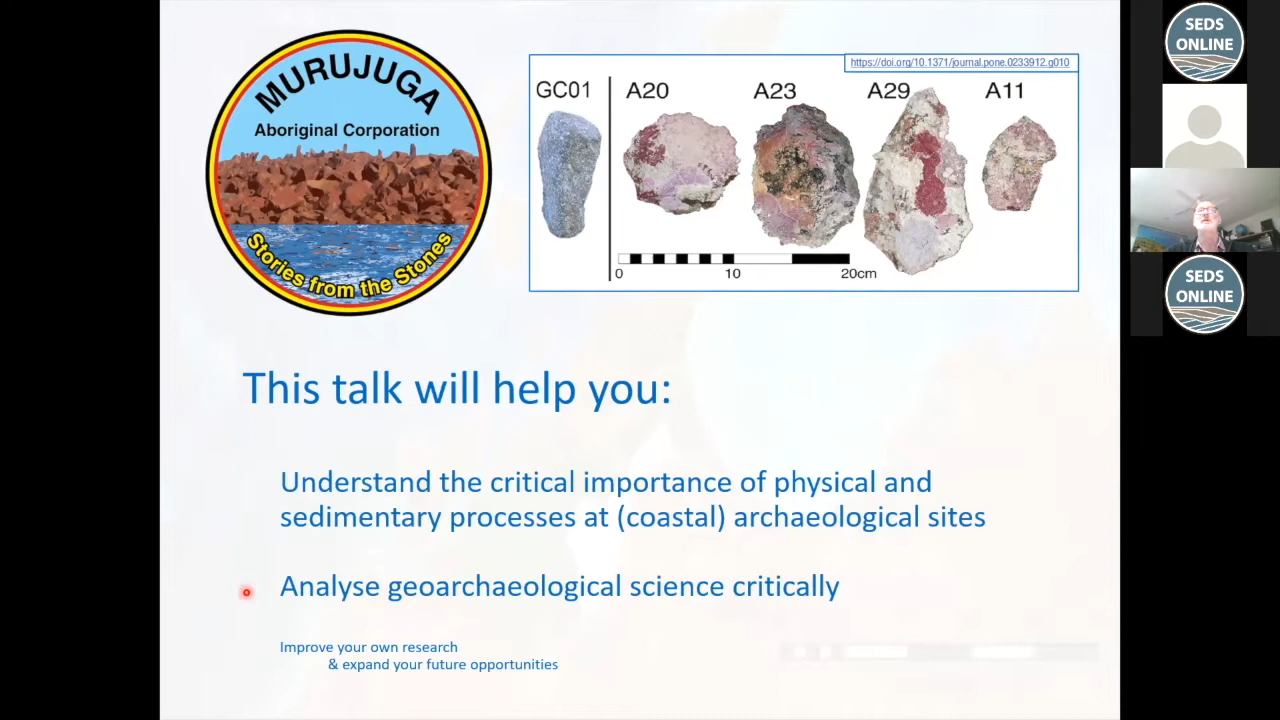 MURUJUGA
Aboriginal Corporation
Stories from the Stones
https://doi.org/10.1371/journal.pone.0233912.g010
GC01 A20 A23 A29 A11
0 10 20cm
This talk will help you:
Understand the critical importance of physical and
sedimentary processes at (coastal) archaeological sites
Analyse geoarchaeological science critically
Improve your own research
& expand your future opportunities
SEDS
ONLINE
SEDS
ONLINE